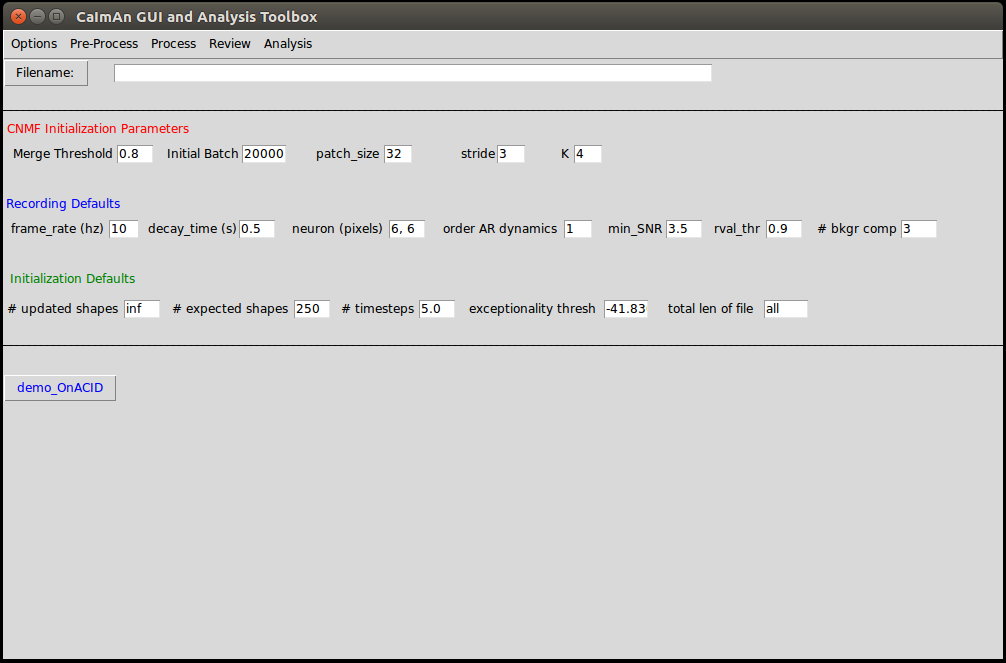 CaImAn GUI and Analysis Toolbox
Options Pre-Process Process Review Analysis
Filename:
CNMF Initialization Parameters
Merge Threshold 0.8 Initial Batch 20000 patch_size 32 stride 3 K 4
Recording Defaults
frame_rate (hz) 10 decay_time (s) 0.5 neuron (pixels) 6, 6 order AR dynamics 1 min_SNR 3.5 rval_thr 0.9 # bkgr comp 3
Initialization Defaults
# updated shapes inf # expected shapes 250 # timesteps 5.0 exceptionality thresh -41.83 total len of file all
demo_OnACID